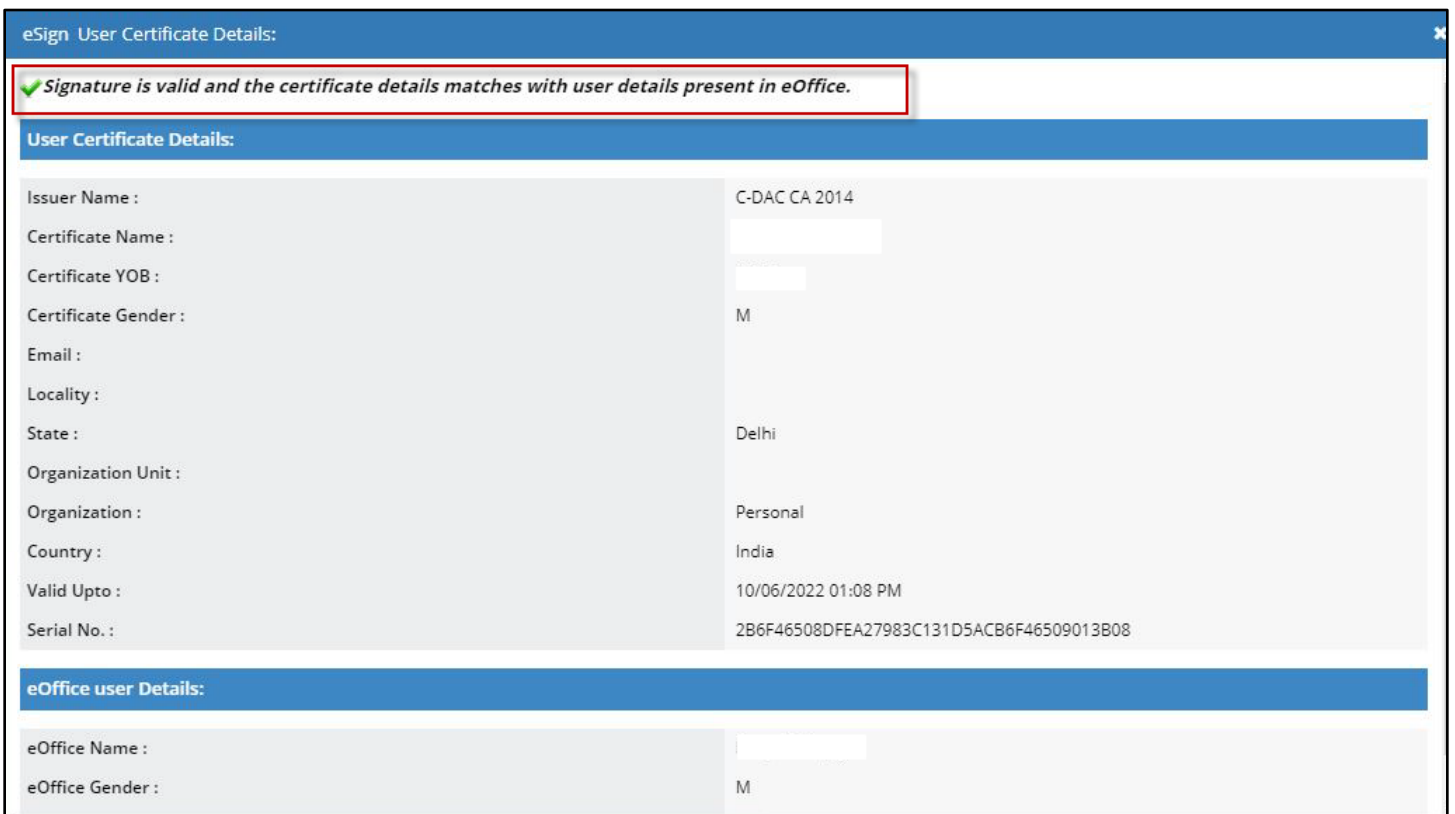 eSign User Certificate Details:
Signature is valid and the certificate details matches with user details present in eOffice.
User Certificate Details:
Issuer Name : C-DAC CA 2014
Certificate Name :
Certificate YOB :
Certificate Gender : M
Email :
Locality :
State : Delhi
Organization Unit :
Organization : Personal
Country : India
Valid Upto : 10/06/2022 01:08 PM
Serial No. : 2B6F46508DFEA27983C131D5ACB6F46509013B08
eOffice user Details:
eOffice Name :
eOffice Gender : M